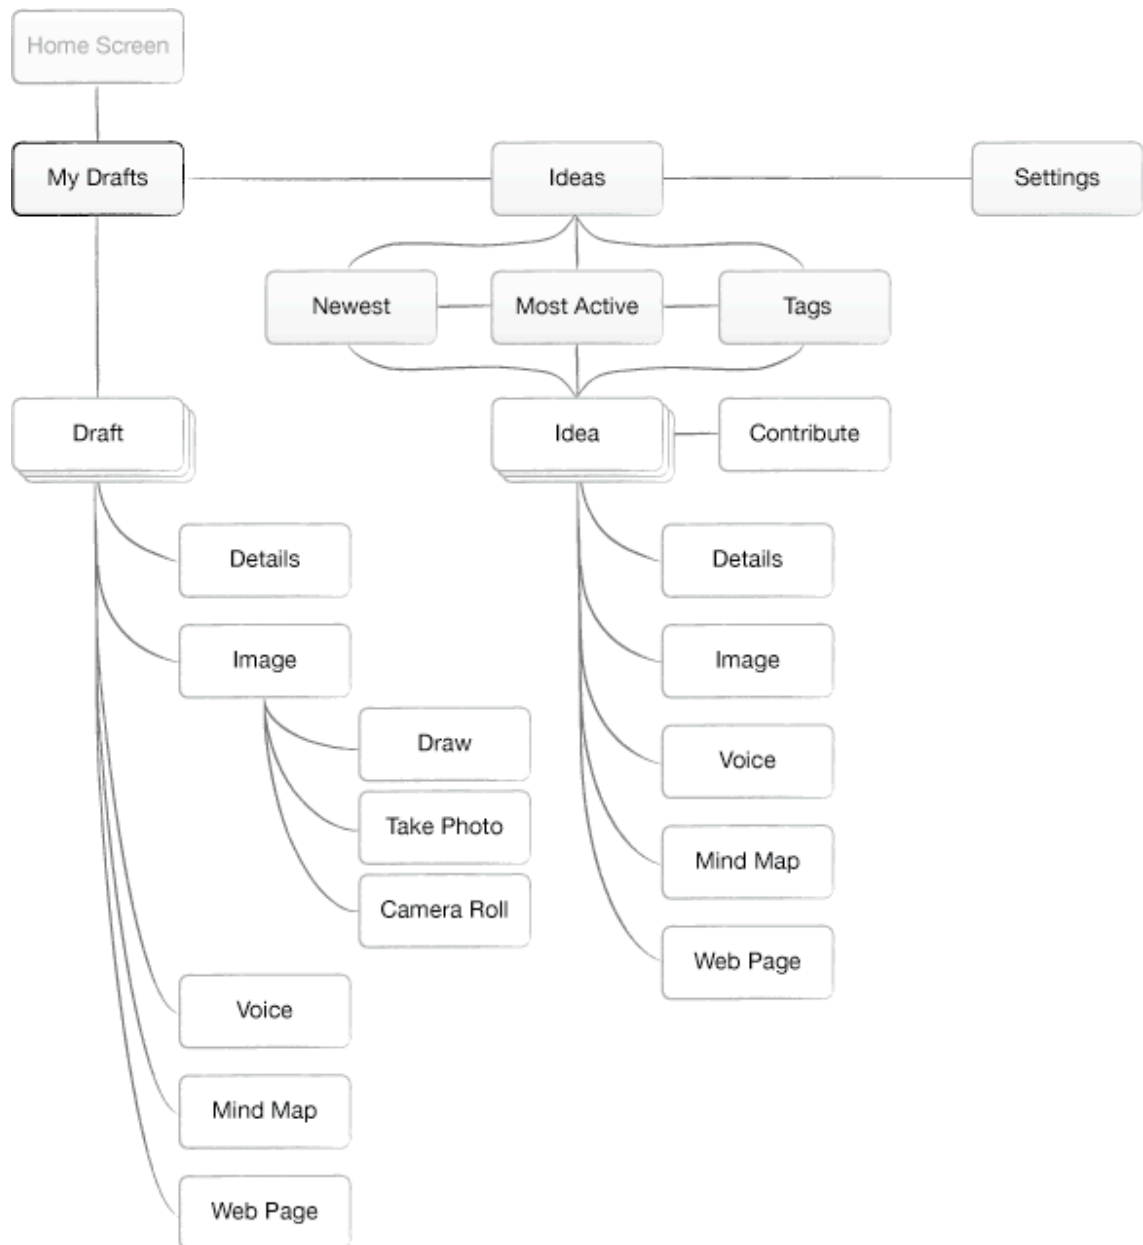 Home Screen
My Drafts
Ideas
Settings
Newest
Most Active
Tags
Draft
Idea
Contribute
Details
Details
Image
Image
Draw
Voice
Take Photo
Mind Map
Camera Roll
Web Page
Voice
Mind Map
Web Page